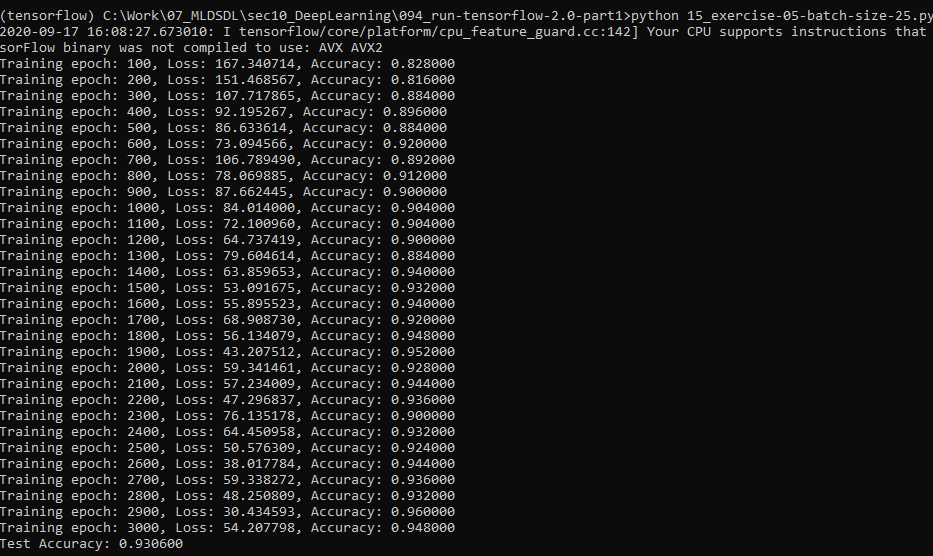 (tensorflow) C:\Work\07_MLDSDL\sec10_DeepLearning\094_run-tensorflow-2.0-part1>python 15_exercise-05-batch-size-25.py
2020-09-17 16:08:27.673010: I tensorflow/core/platform/cpu_feature_guard.cc:142] Your CPU supports instructions that
sorFlow binary was not compiled to use: AVX AVX2
Training epoch: 100, Loss: 167.340714, Accuracy: 0.828000
Training epoch: 200, Loss: 151.468567, Accuracy: 0.816000
Training epoch: 300, Loss: 107.717865, Accuracy: 0.884000
Training epoch: 400, Loss: 92.195267, Accuracy: 0.896000
Training epoch: 500, Loss: 86.633614, Accuracy: 0.884000
Training epoch: 600, Loss: 73.094566, Accuracy: 0.920000
Training epoch: 700, Loss: 106.789490, Accuracy: 0.892000
Training epoch: 800, Loss: 78.069885, Accuracy: 0.912000
Training epoch: 900, Loss: 87.662445, Accuracy: 0.900000
Training epoch: 1000, Loss: 84.014000, Accuracy: 0.904000
Training epoch: 1100, Loss: 72.100960, Accuracy: 0.904000
Training epoch: 1200, Loss: 64.737419, Accuracy: 0.900000
Training epoch: 1300, Loss: 79.604614, Accuracy: 0.884000
Training epoch: 1400, Loss: 63.859653, Accuracy: 0.940000
Training epoch: 1500, Loss: 53.091675, Accuracy: 0.932000
Training epoch: 1600, Loss: 55.895523, Accuracy: 0.940000
Training epoch: 1700, Loss: 68.908730, Accuracy: 0.920000
Training epoch: 1800, Loss: 56.134079, Accuracy: 0.948000
Training epoch: 1900, Loss: 43.207512, Accuracy: 0.952000
Training epoch: 2000, Loss: 59.341461, Accuracy: 0.928000
Training epoch: 2100, Loss: 57.234009, Accuracy: 0.944000
Training epoch: 2200, Loss: 47.296837, Accuracy: 0.936000
Training epoch: 2300, Loss: 76.135178, Accuracy: 0.900000
Training epoch: 2400, Loss: 64.450958, Accuracy: 0.932000
Training epoch: 2500, Loss: 50.576309, Accuracy: 0.924000
Training epoch: 2600, Loss: 38.017784, Accuracy: 0.944000
Training epoch: 2700, Loss: 59.338272, Accuracy: 0.936000
Training epoch: 2800, Loss: 48.250809, Accuracy: 0.932000
Training epoch: 2900, Loss: 30.434593, Accuracy: 0.960000
Training epoch: 3000, Loss: 54.207798, Accuracy: 0.948000
Test Accuracy: 0.930600